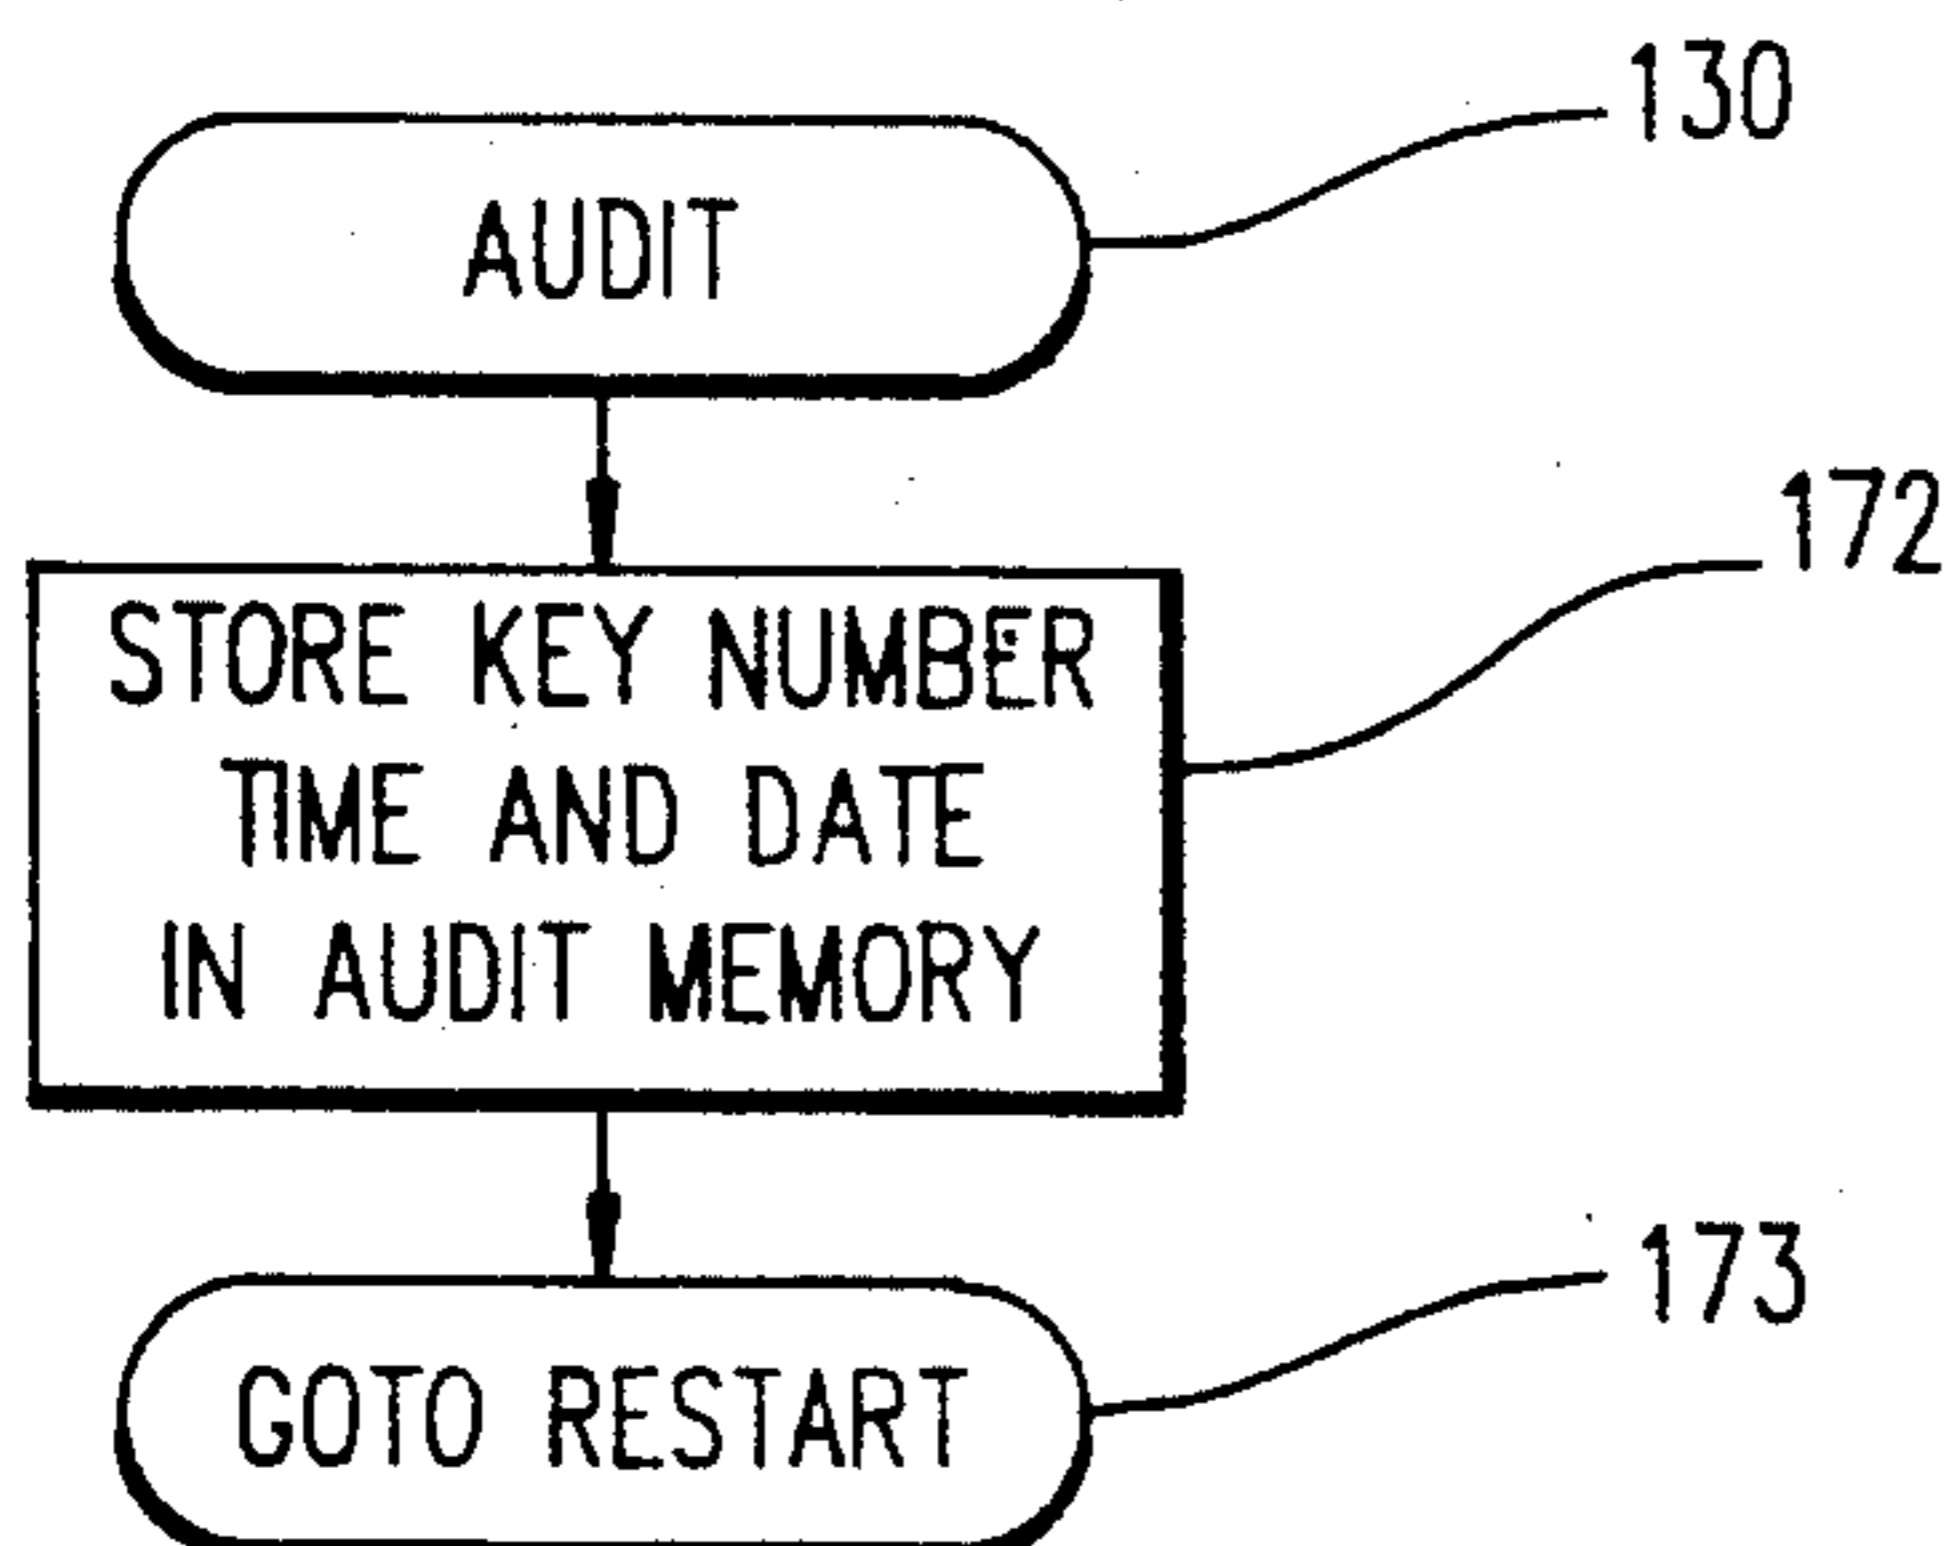 130
AUDIT
172
STORE KEY NUMBER
TIME AND DATE
IN AUDIT MEMORY
173
GOTO RESTART